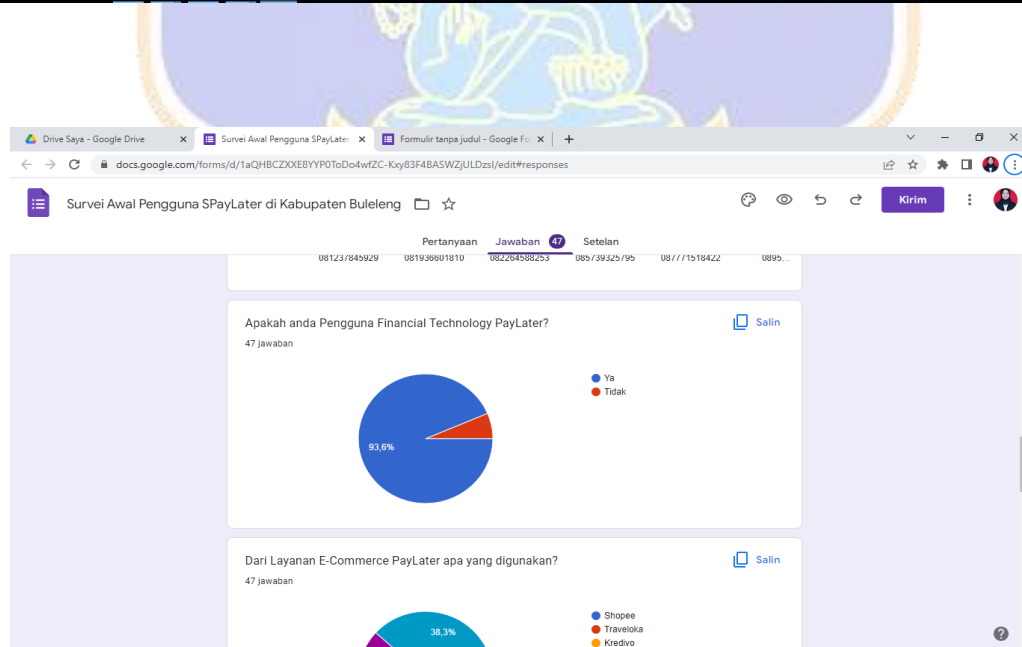 Drive Saya - Google Drive
Survei Awal Pengguna SPayLater
Formulir tanpa judul - Google Fo
docs.google.com/forms/d/1aQHBCZXXE8YYP0ToDo4wfZC-Kxy83F4BASWZjULDzsI/edit#responses
Survei Awal Pengguna SPayLater di Kabupaten Buleleng
Kirim
Pertanyaan Jawaban 47 Setelan
081237845929 081936601810 082264588253 085739325795 087771518422 0895...
Apakah anda Pengguna Financial Technology PayLater?
Salin
47 jawaban
Ya
Tidak
93,6%
Dari Layanan E-Commerce PayLater apa yang digunakan?
Salin
47 jawaban
Shopee
Traveloka
Kredivo
38,3%